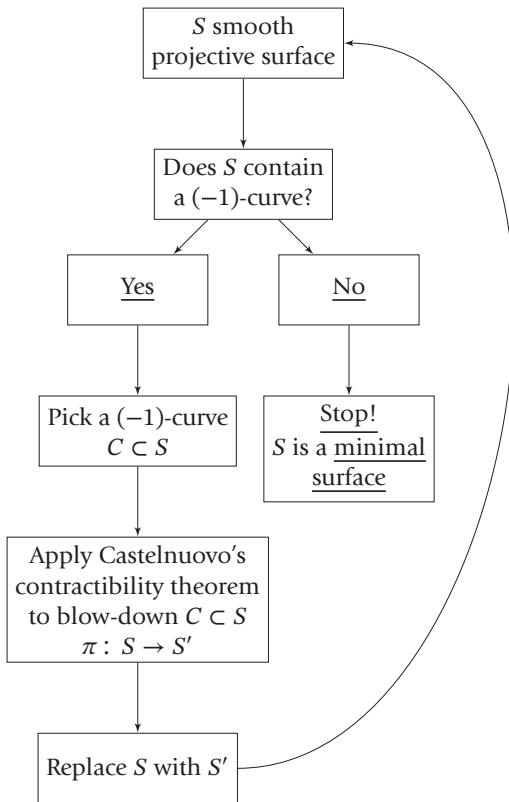 S smooth
projective surface
Does S contain
a (−1)-curve?
Yes
No
Pick a (−1)-curve
C ⊂ S
Stop!
S is a minimal
surface
Apply Castelnuovo's
contractibility theorem
to blow-down C ⊂ S
π : S → S′
Replace S with S′